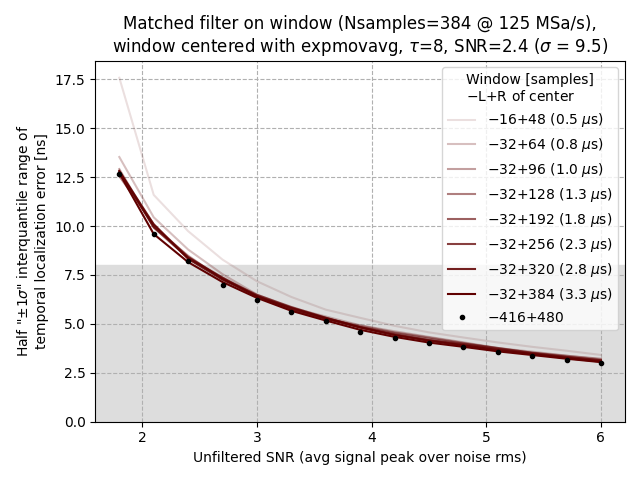 Matched filter on window (Nsamples=384 @ 125 MSa/s),
window centered with expmovavg, τ=8, SNR=2.4 (σ = 9.5)
Half "±1σ" interquantile range of
temporal localization error [ns]
17.5
15.0
12.5
10.0
7.5
5.0
2.5
0.0
Window [samples]
−L+R of center
−16+48 (0.5 μs)
−32+64 (0.8 μs)
−32+96 (1.0 μs)
−32+128 (1.3 μs)
−32+192 (1.8 μs)
−32+256 (2.3 μs)
−32+320 (2.8 μs)
−32+384 (3.3 μs)
−416+480
2 3 4 5 6
Unfiltered SNR (avg signal peak over noise rms)